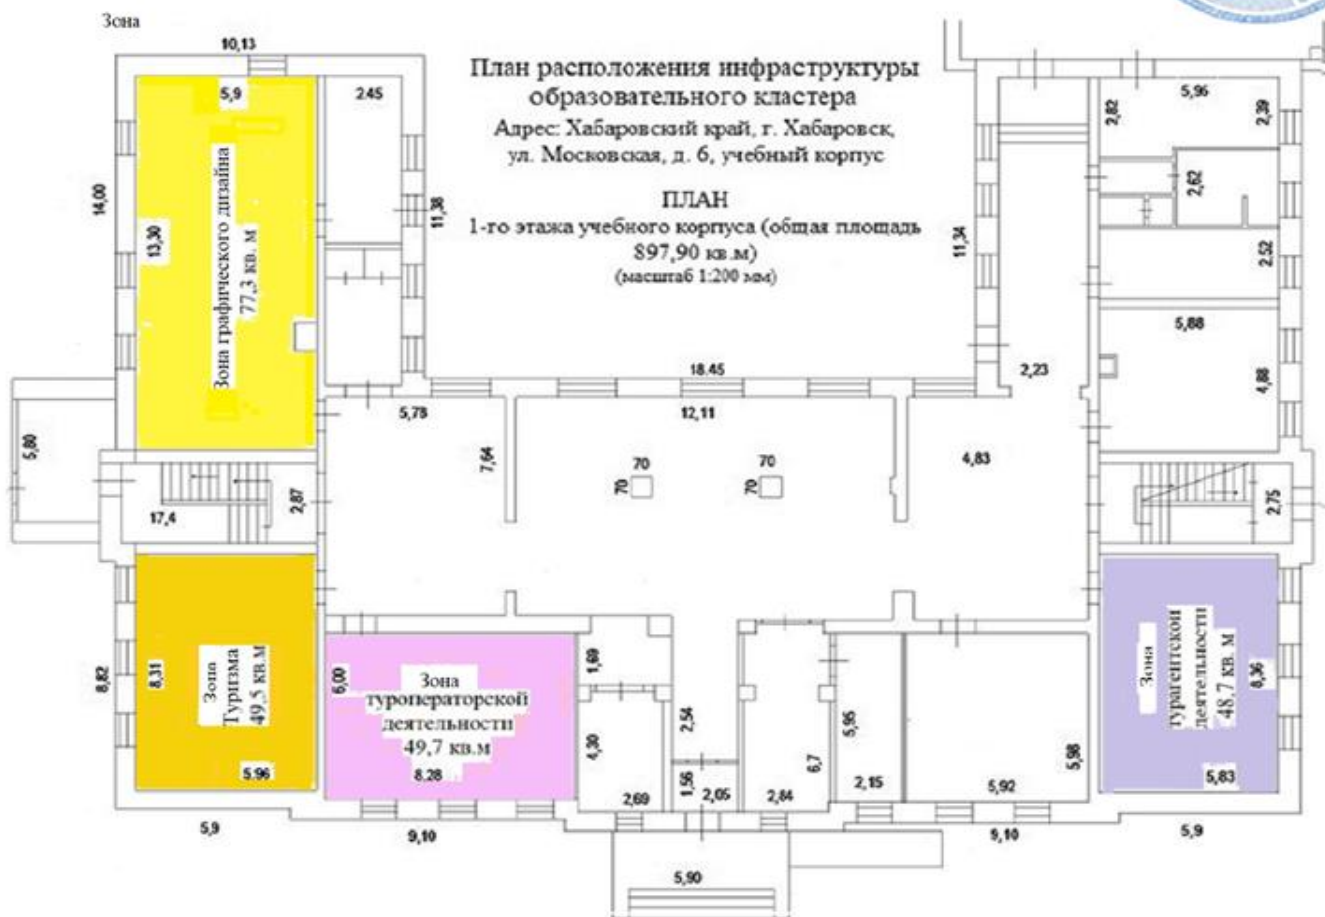 Зона
План расположения инфраструктуры
образовательного кластера
Адрес: Хабаровский край, г. Хабаровск,
ул. Московская, д. 6, учебный корпус
ПЛАН
1-го этажа учебного корпуса (общая площадь
897,90 кв.м)
(масштаб 1:200 мм)
10,13
5,9
2.45
14,00
13,30
Зона графического дизайна
77,3 кв. м
11,38
11,34
2,82
5,96
2,39
2,62
2,52
5,88
4,88
2,23
18.45
5,78
12,11
7,64
70
70
70
70
4,83
5,80
17,4
2,87
2,75
8,82
8,31
Зона
Туризма
49,5 кв.м
5,96
6,00
Зона
туроператорской
деятельности
49,7 кв.м
8,28
1,69
4,30
2,69
2,54
1,56
2,05
2,84
6,7
5,95
2,15
5,92
5,98
Зона
турагентской
деятельности
48,7 кв. м
8,36
5,83
5,9
9,10
5,90
9,10
5,9